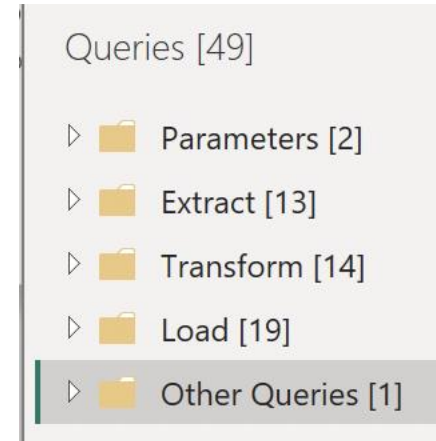 Queries [49]
Parameters [2]
Extract [13]
Transform [14]
Load [19]
Other Queries [1]